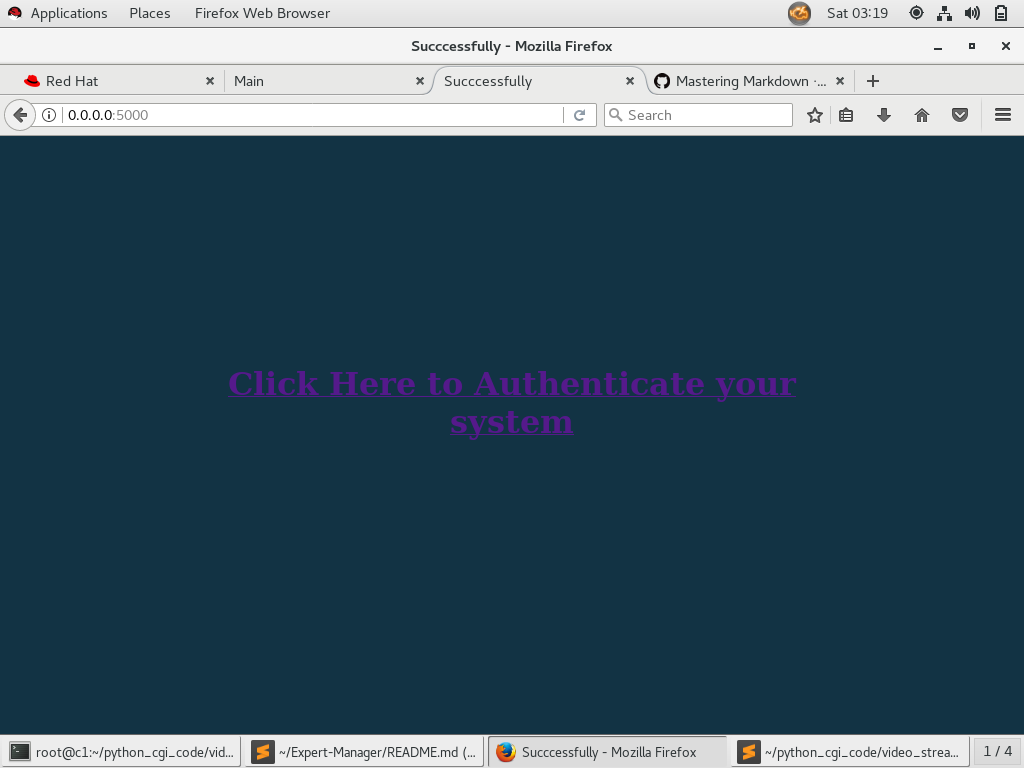 Applications Places Firefox Web Browser Sat 03:19
Succcessfully - Mozilla Firefox
Red Hat Main Succcessfully Mastering Markdown ·...
0.0.0.0:5000 Search
Click Here to Authenticate your
system
root@c1:~/python_cgi_code/vid... ~/Expert-Manager/README.md (... Succcessfully - Mozilla Firefox ~/python_cgi_code/video_strea... 1 / 4